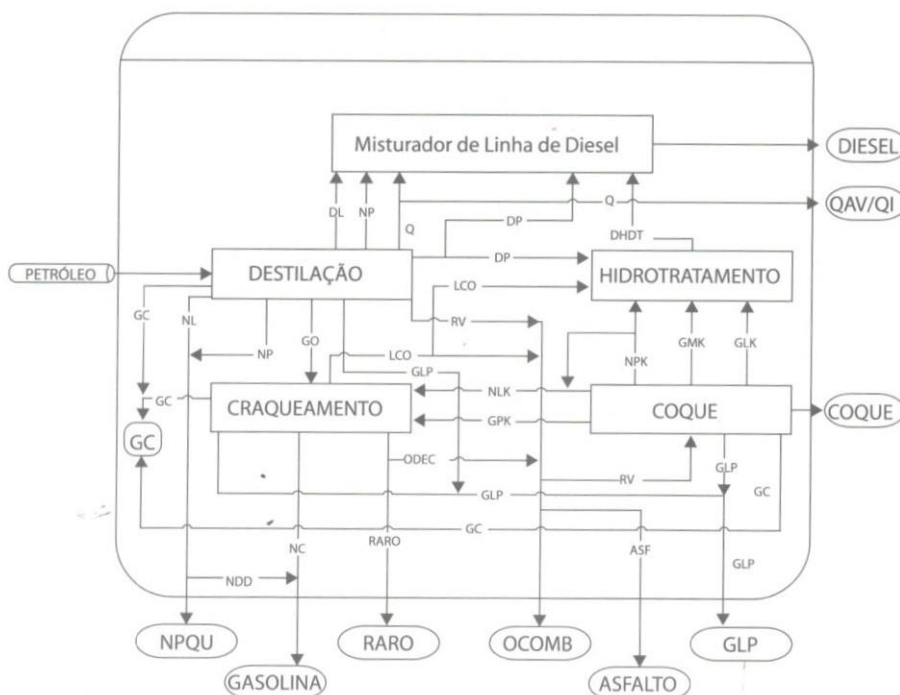 Misturador de Linha de Diesel
DIESEL
QAV/QI
DL
NP
Q
DP
Q
DHDT
PETRÓLEO
DESTILAÇÃO
DP
HIDROTRATAMENTO
LCO
GC
NL
NP
GO
RV
LCO
GLP
NPK
GMK
GLK
GC
CRAQUEAMENTO
NLK
GPK
COQUE
COQUE
GC
ODEC
GLP
RV
GLP
GC
GC
NC
RARO
ASF
GLP
NDD
NPQU
RARO
OCOMB
GLP
GASOLINA
ASFALTO